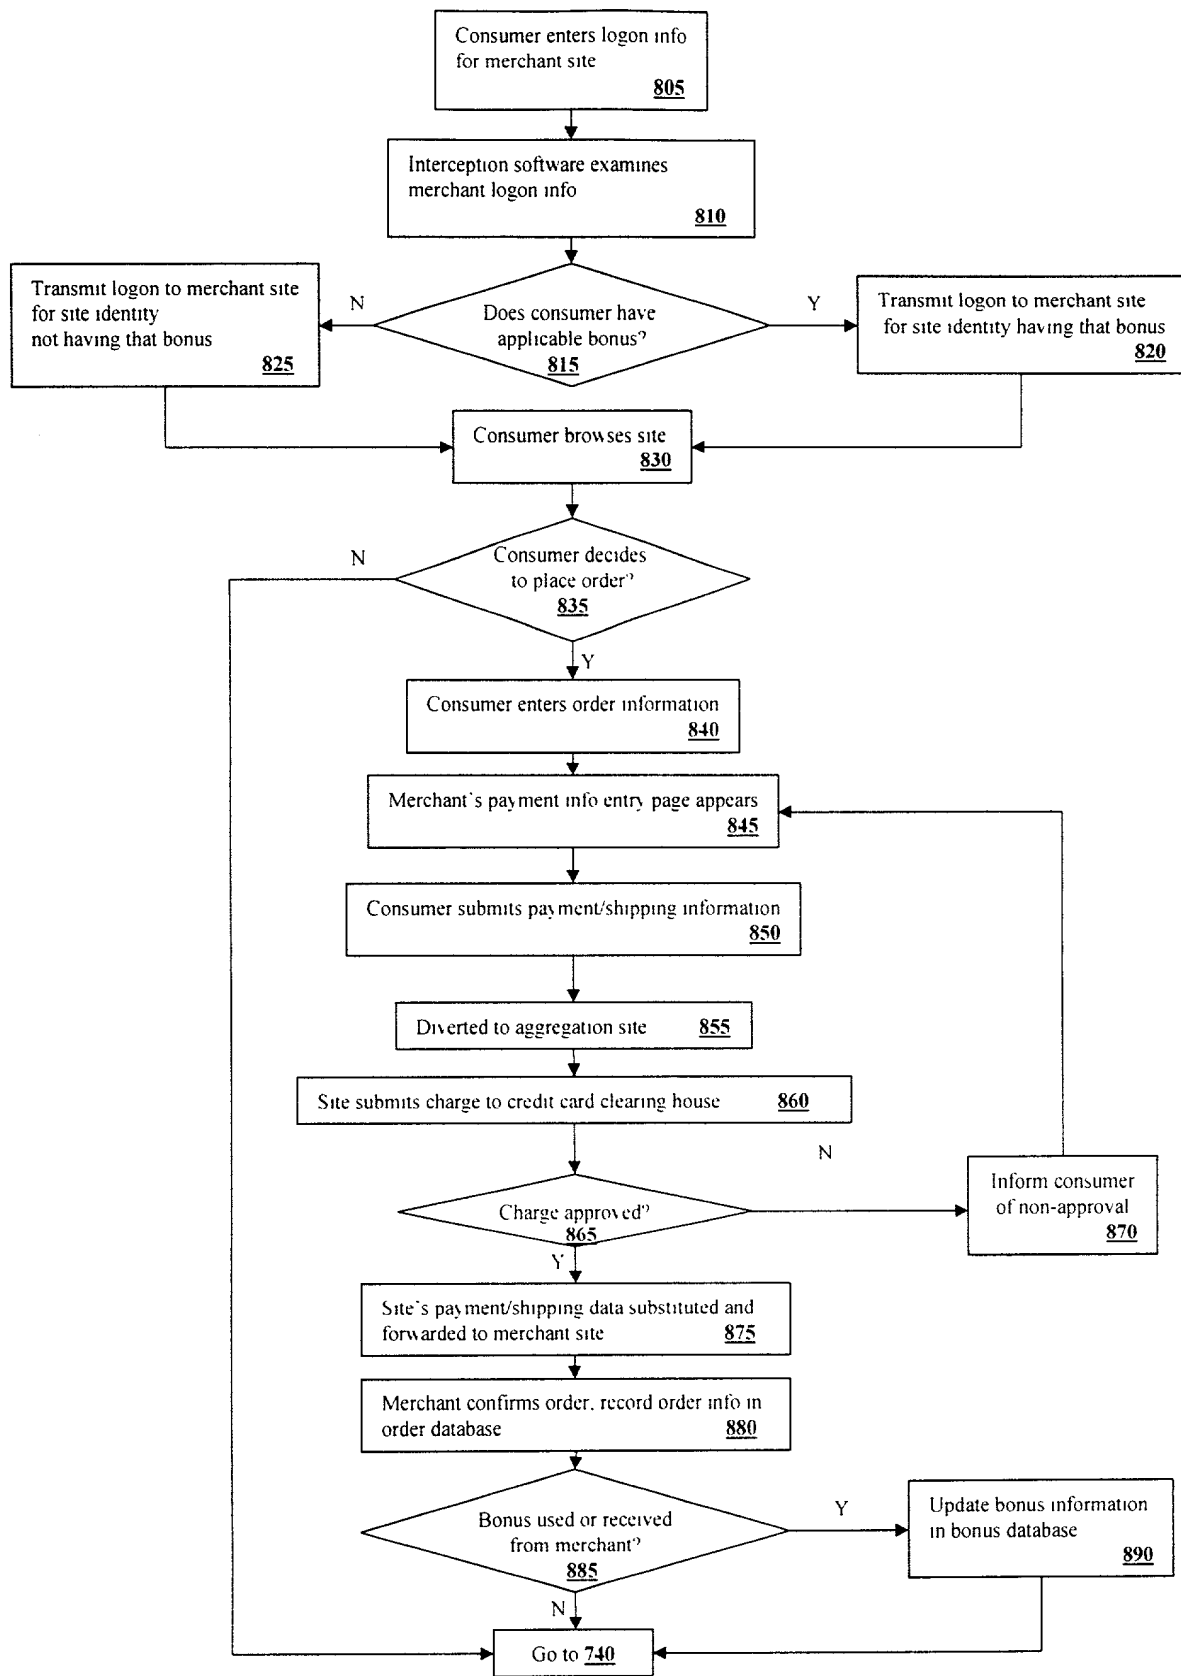 Consumer enters logon info
for merchant site
805
Interception software examines
merchant logon info
810
Transmit logon to merchant site
for site identity
not having that bonus
825
N
Does consumer have
applicable bonus?
815
Y
Transmit logon to merchant site
for site identity having that bonus
820
Consumer browses site
830
N
Consumer decides
to place order?
835
Y
Consumer enters order information
840
Merchant's payment info entry page appears
845
Consumer submits payment/shipping information
850
Diverted to aggregation site 855
Site submits charge to credit card clearing house 860
N
Charge approved?
865
Inform consumer
of non-approval
870
Y
Site's payment/shipping data substituted and
forwarded to merchant site 875
Merchant confirms order, record order info in
order database 880
Bonus used or received
from merchant?
885
Y
Update bonus information
in bonus database
890
N
Go to 740